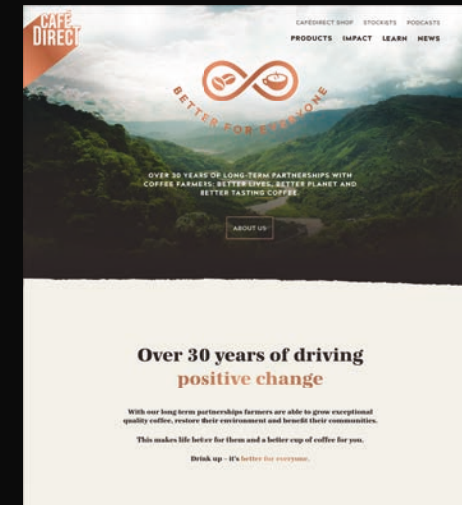 CAFÉ
DIRECT
CAFÉDIRECT SHOP STOCKISTS PODCASTS
PRODUCTS IMPACT LEARN NEWS
BETTER FOR EVERYONE
OVER 30 YEARS OF LONG-TERM PARTNERSHIPS WITH
COFFEE FARMERS: BETTER LIVES, BETTER PLANET AND
BETTER TASTING COFFEE.
ABOUT US
Over 30 years of driving
positive change
With our long term partnerships farmers are able to grow exceptional
quality coffee, restore their environment and benefit their communities.
This makes life better for them and a better cup of coffee for you.
Drink up – it's better for everyone.